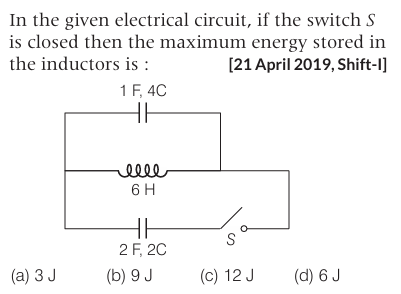 In the given electrical circuit, if the switch S
is closed then the maximum energy stored in
the inductors is : [21 April 2019, Shift-I]
1 F, 4C
6 H
2 F, 2C
S
(a) 3 J (b) 9 J (c) 12 J (d) 6 J